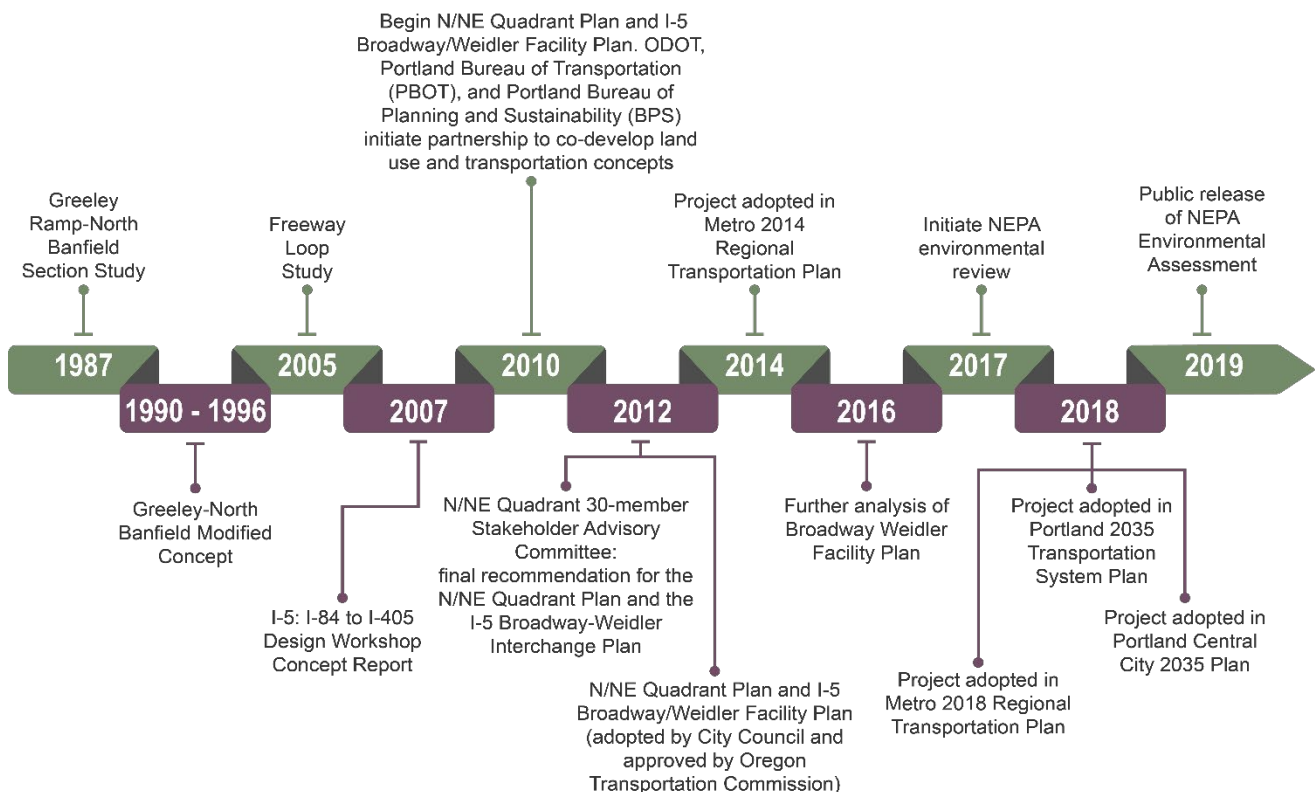 Begin N/NE Quadrant Plan and I-5
Broadway/Weidler Facility Plan. ODOT,
Portland Bureau of Transportation
(PBOT), and Portland Bureau of
Planning and Sustainability (BPS)
initiate partnership to co-develop land
use and transportation concepts
Greeley
Ramp-North
Banfield
Section Study
Freeway
Loop
Study
Project adopted in
Metro 2014
Regional
Transportation Plan
Initiate NEPA
environmental
review
Public release
of NEPA
Environmental
Assessment
1987
2005
2010
2014
2017
2019
1990 - 1996
2007
2012
2016
2018
Greeley-North
Banfield Modified
Concept
I-5: I-84 to I-405
Design Workshop
Concept Report
N/NE Quadrant 30-member
Stakeholder Advisory
Committee:
final recommendation for the
N/NE Quadrant Plan and the
I-5 Broadway-Weidler
Interchange Plan
N/NE Quadrant Plan and I-5
Broadway/Weidler Facility Plan
(adopted by City Council and
approved by Oregon
Transportation Commission)
Further analysis of
Broadway Weidler
Facility Plan
Project adopted in
Metro 2018 Regional
Transportation Plan
Project adopted in
Portland 2035
Transportation
System Plan
Project adopted in
Portland Central
City 2035 Plan